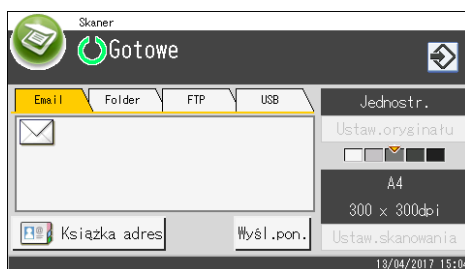 Skaner
Gotowe
Email Folder FTP USB
Jednostr.
Ustaw.oryginału
A4
300 x 300dpi
Książka adres
Wyśl.pon.
Ustaw.skanowania
13/04/2017 15:04